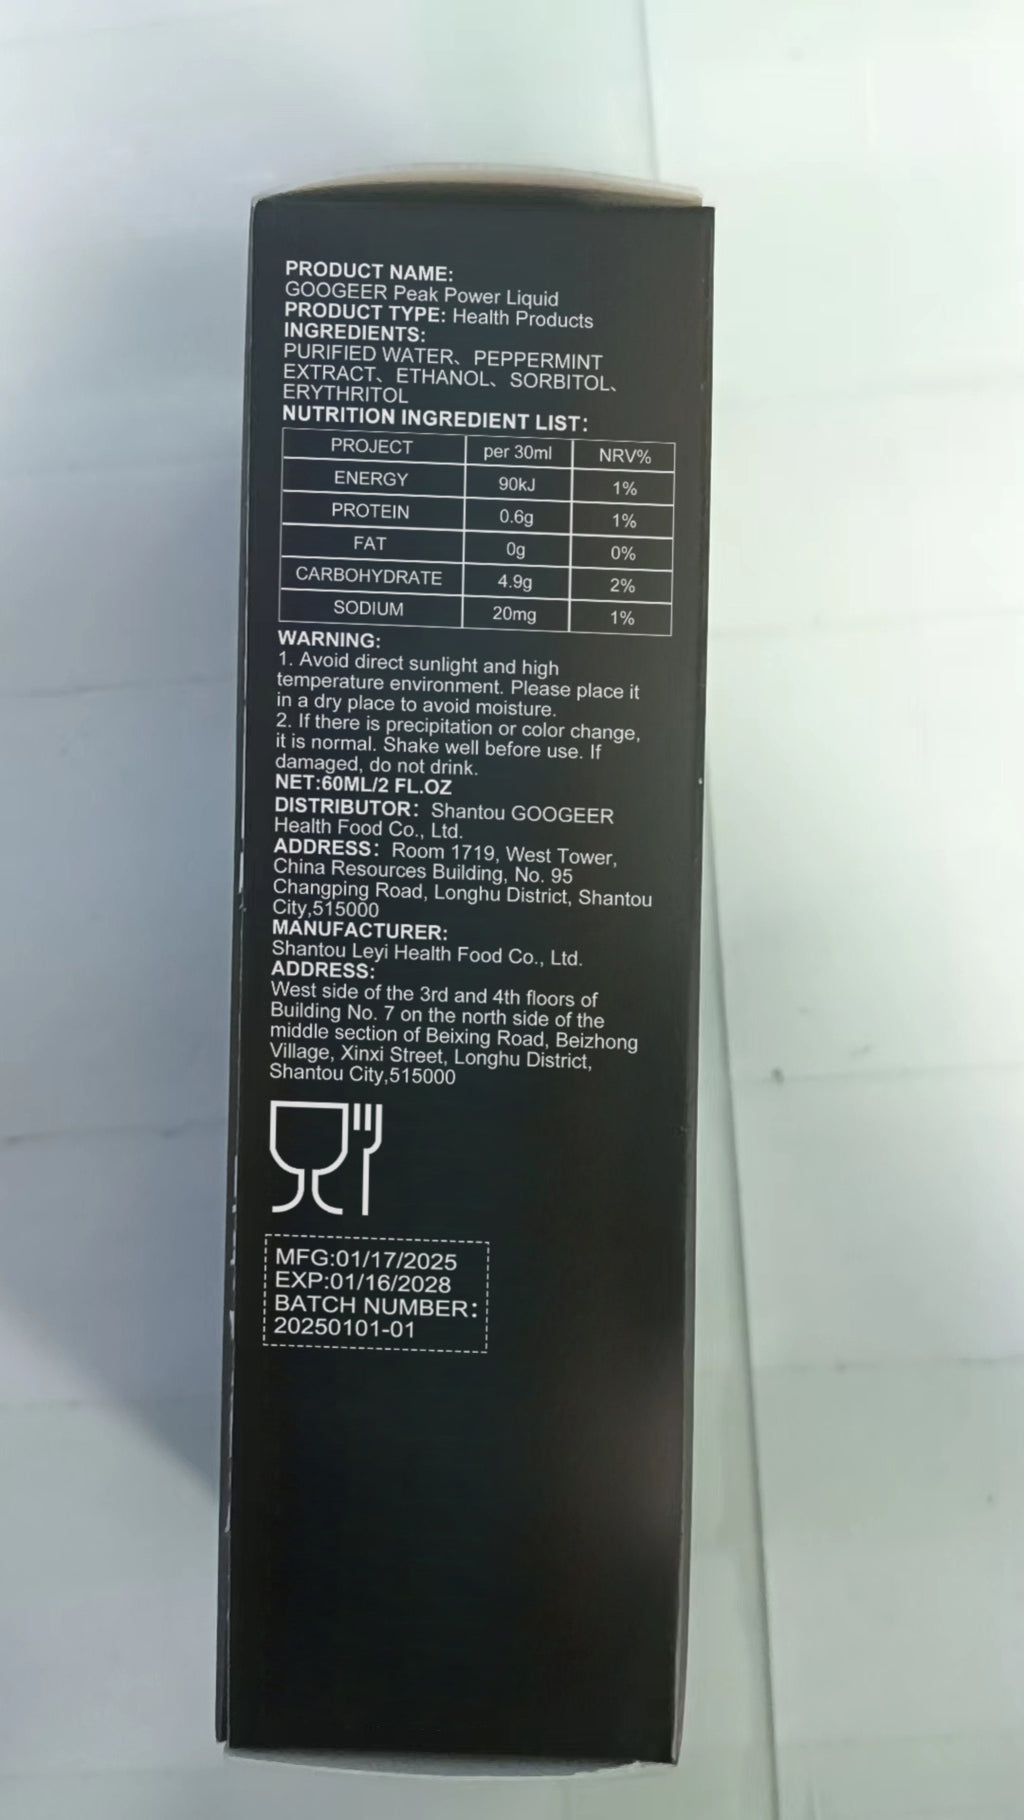 PRODUCT NAME:
GOOGEER Peak Power Liquid
PRODUCT TYPE: Health Products
INGREDIENTS:
PURIFIED WATER、PEPPERMINT
EXTRACT、ETHANOL、SORBITOL、
ERYTHRITOL
NUTRITION INGREDIENT LIST：
PROJECT per 30ml NRV%
ENERGY 90kJ 1%
PROTEIN 0.6g 1%
FAT 0g 0%
CARBOHYDRATE 4.9g 2%
SODIUM 20mg 1%
WARNING:
1. Avoid direct sunlight and high
temperature environment. Please place it
in a dry place to avoid moisture.
2. If there is precipitation or color change,
it is normal. Shake well before use. If
damaged, do not drink.
NET:60ML/2 FL.OZ
DISTRIBUTOR：Shantou GOOGEER
Health Food Co., Ltd.
ADDRESS：Room 1719, West Tower,
China Resources Building, No. 95
Changping Road, Longhu District, Shantou
City,515000
MANUFACTURER:
Shantou Leyi Health Food Co., Ltd.
ADDRESS:
West side of the 3rd and 4th floors of
Building No. 7 on the north side of the
middle section of Beixing Road, Beizhong
Village, Xinxi Street, Longhu District,
Shantou City,515000
MFG:01/17/2025
EXP:01/16/2028
BATCH NUMBER：
20250101-01